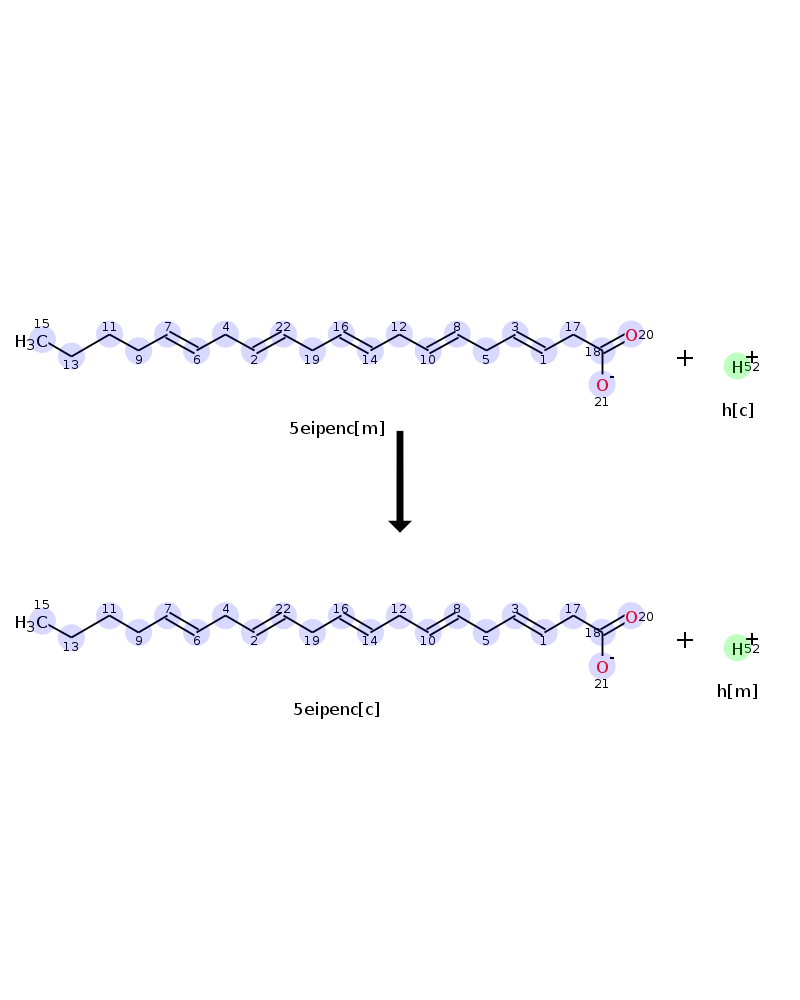 15 11 7 4 22 16 12 8 3 17
H3C O20
13 9 6 2 19 14 10 5 1 18
+ H52+
O-
21
h[c]
5eipenc[m]
15 11 7 4 22 16 12 8 3 17
H3C O20
13 9 6 2 19 14 10 5 1 18
+ H52+
O-
21
h[m]
5eipenc[c]